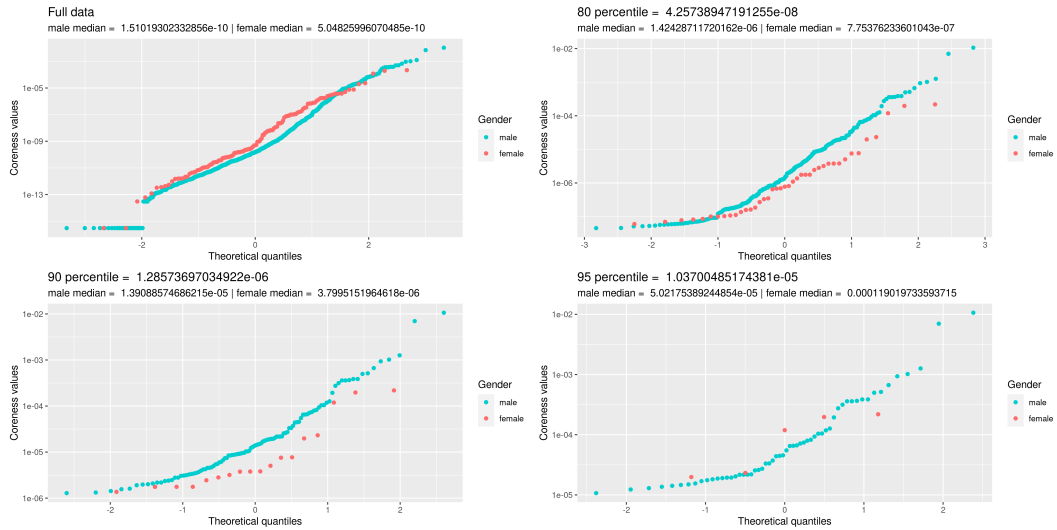 Full data
male median = 1.51019302332856e-10 | female median = 5.04825996070485e-10
1e-05
1e-09
1e-13
Coreness values
-2
0
2
Theoretical quantiles
Gender
male
female
80 percentile = 4.25738947191255e-08
male median = 1.42428711720162e-06 | female median = 7.75376233601043e-07
1e-02
1e-04
1e-06
Coreness values
-3
-2
-1
0
1
2
3
Theoretical quantiles
Gender
male
female
90 percentile = 1.28573697034922e-06
male median = 1.39088574686215e-05 | female median = 3.7995151964618e-06
1e-02
1e-03
1e-04
1e-05
1e-06
Coreness values
-2
-1
0
1
2
Theoretical quantiles
Gender
male
female
95 percentile = 1.03700485174381e-05
male median = 5.02175389244854e-05 | female median = 0.000119019733593715
1e-02
1e-03
1e-04
1e-05
Coreness values
-2
-1
0
1
2
Theoretical quantiles
Gender
male
female